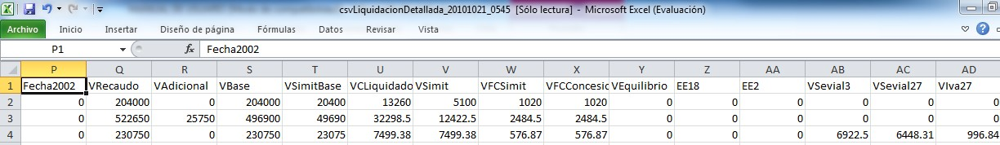 csvLiquidacionDetallada_20101021_0545 [Sólo lectura] - Microsoft Excel (Evaluación)
Archivo Inicio Insertar Diseño de página Fórmulas Datos Revisar Vista
P1 fx Fecha2002
P Q R S T U V W X Y Z AA AB AC AD
1 Fecha2002 VRecaudo VAdicional VBase VSimitBase VCLiquidado VSimit VFCSimit VFCConcesic VEquilibrio EE18 EE2 VSevial3 VSevial27 VIva27
2 0 204000 0 204000 20400 13260 5100 1020 1020 0 0 0 0 0 0
3 0 522650 25750 496900 49690 32298.5 12422.5 2484.5 2484.5 0 0 0 0 0 0
4 0 230750 0 230750 23075 7499.38 7499.38 576.87 576.87 0 0 0 6922.5 6448.31 996.84